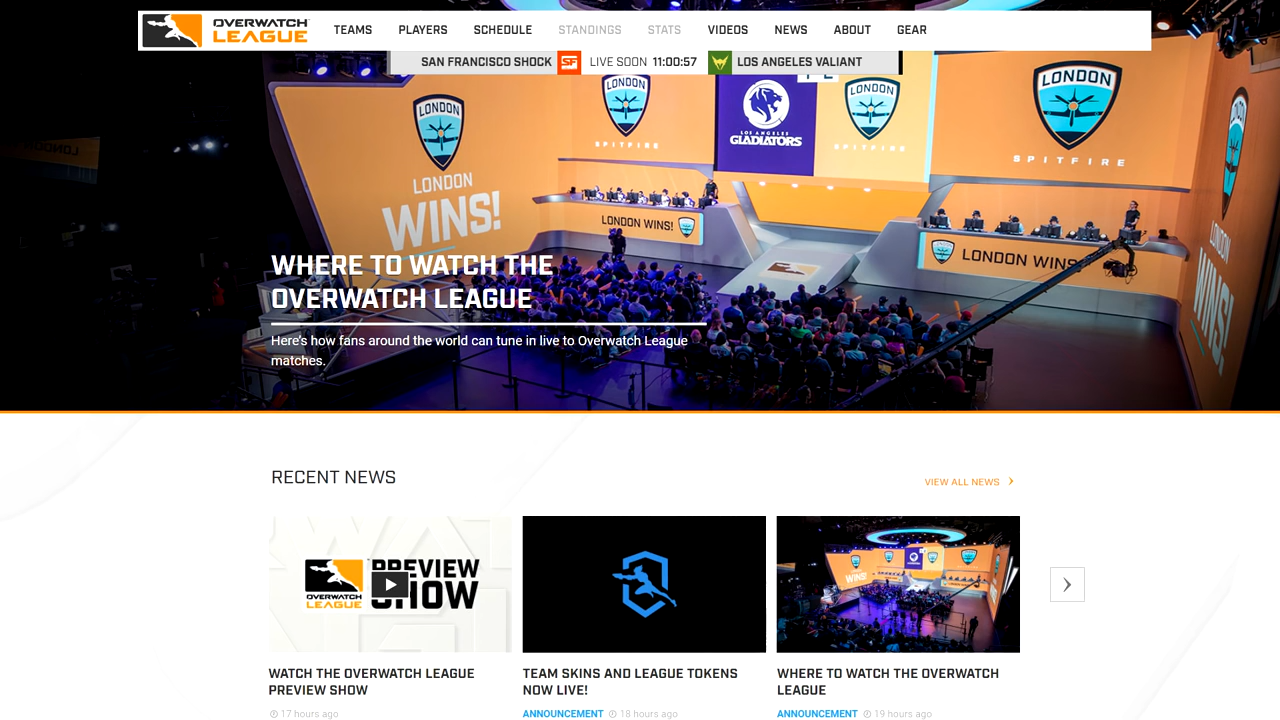 OVERWATCH
LEAGUE
TEAMS PLAYERS SCHEDULE STANDINGS STATS VIDEOS NEWS ABOUT GEAR
SAN FRANCISCO SHOCK SF LIVE SOON 11:00:57 LOS ANGELES VALIANT
LONDON
SPITFIRE
LOS ANGELES
GLADIATORS
LONDON
SPITFIRE
LONDON
SPITFIRE
LONDON
LONDON
WINS!
LONDON WINS!
LONDON WINS
LONDON
WINS!
WHERE TO WATCH THE
OVERWATCH LEAGUE
Here's how fans around the world can tune in live to Overwatch League
matches.
RECENT NEWS
VIEW ALL NEWS
OVERWATCH
LEAGUE
PREVIEW
SHOW
WINS!
WATCH THE OVERWATCH LEAGUE
PREVIEW SHOW
17 hours ago
TEAM SKINS AND LEAGUE TOKENS
NOW LIVE!
ANNOUNCEMENT 18 hours ago
WHERE TO WATCH THE OVERWATCH
LEAGUE
ANNOUNCEMENT 19 hours ago